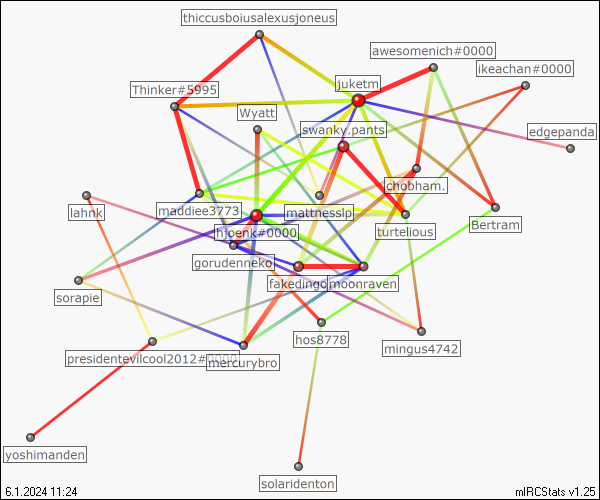 thiccusboiusalexusjoneus
awesomenich#0000
ikeachan#0000
Thinker#5995
juketm
Wyatt
swanky.pants
edgepanda
chobham.
lahnk
maddiee3773
mattnesslp
hjoenk#0000
turtelious
Bertram
gorudenneko
sorapie
fakedingo
moonraven
hos8778
mingus4742
presidentevilcool2012#0000
mercurybro
yoshimanden
solaridenton
6.1.2024 11:24
mIRCStats v1.25